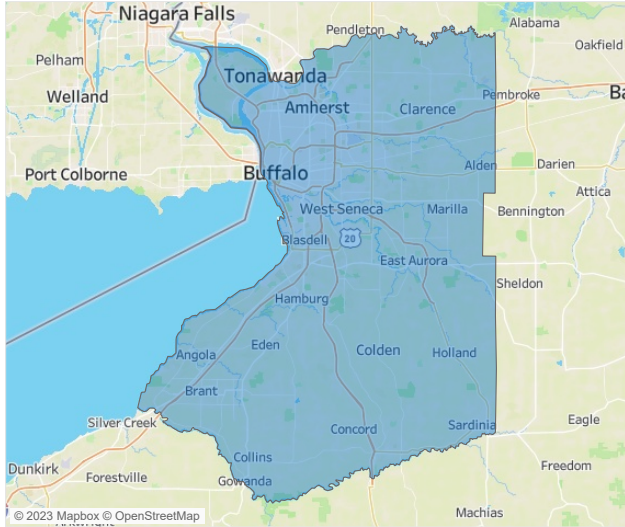 Niagara Falls
Alabama
Pendleton
Oakfield
Pelham
Tonawanda
Welland
Amherst
Clarence
Pembroke
Ba
Port Colborne
Buffalo
Alden
Darien
Attica
West Seneca
Marilla
Bennington
Blasdell
20
East Aurora
Sheldon
Hamburg
Angola
Eden
Colden
Holland
Brant
Silver Creek
Concord
Sardinia
Eagle
Collins
Dunkirk
Forestville
Gowanda
Freedom
Machias
© 2023 Mapbox © OpenStreetMap